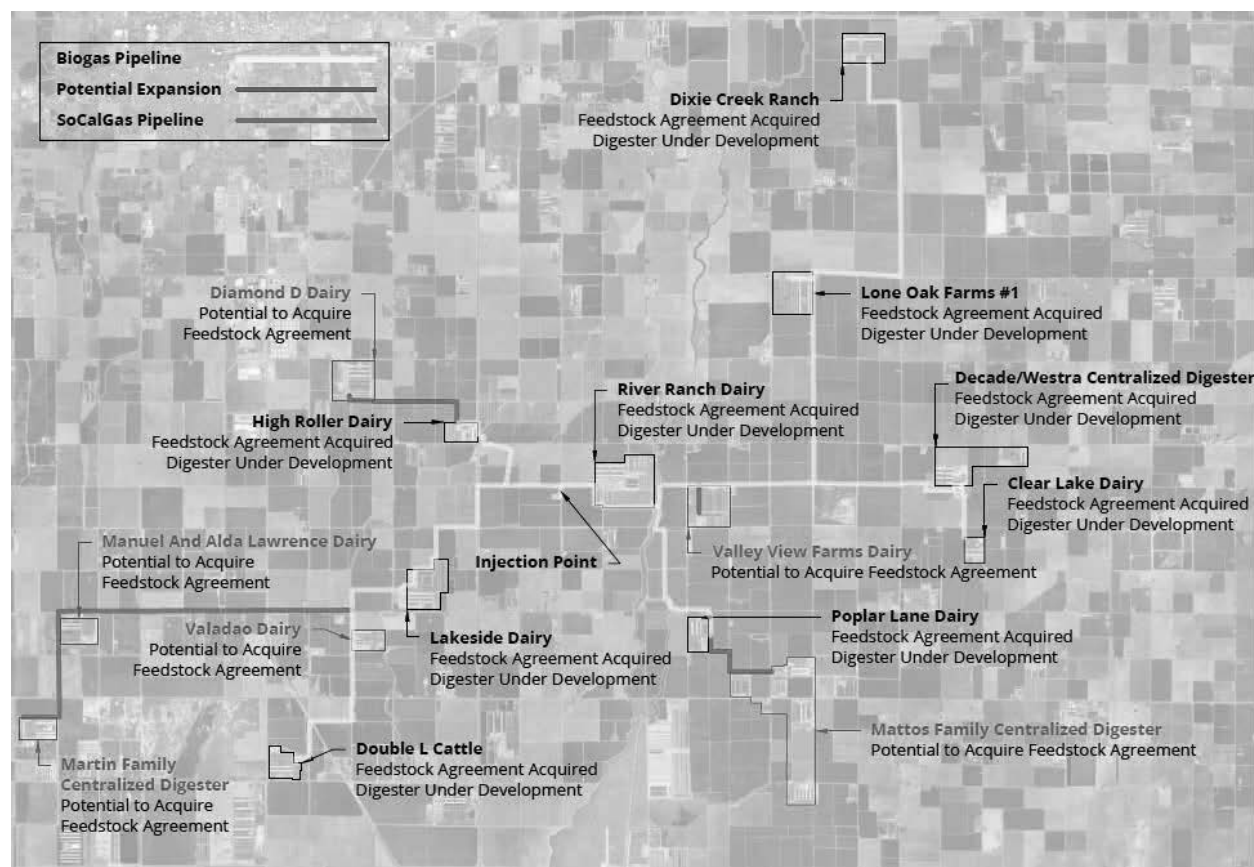 Biogas Pipeline
Potential Expansion
SoCalGas Pipeline
Dixie Creek Ranch
Feedstock Agreement Acquired
Digester Under Development
Diamond D Dairy
Potential to Acquire
Feedstock Agreement
Lone Oak Farms #1
Feedstock Agreement Acquired
Digester Under Development
High Roller Dairy
Feedstock Agreement Acquired
Digester Under Development
River Ranch Dairy
Feedstock Agreement Acquired
Digester Under Development
Decade/Westra Centralized Digester
Feedstock Agreement Acquired
Digester Under Development
Clear Lake Dairy
Feedstock Agreement Acquired
Digester Under Development
Manuel And Alda Lawrence Dairy
Potential to Acquire
Feedstock Agreement
Injection Point
Valley View Farms Dairy
Potential to Acquire Feedstock Agreement
Valadao Dairy
Potential to Acquire
Feedstock Agreement
Lakeside Dairy
Feedstock Agreement Acquired
Digester Under Development
Poplar Lane Dairy
Feedstock Agreement Acquired
Digester Under Development
Mattos Family Centralized Digester
Potential to Acquire Feedstock Agreement
Martin Family
Centralized Digester
Potential to Acquire
Feedstock Agreement
Double L Cattle
Feedstock Agreement Acquired
Digester Under Development